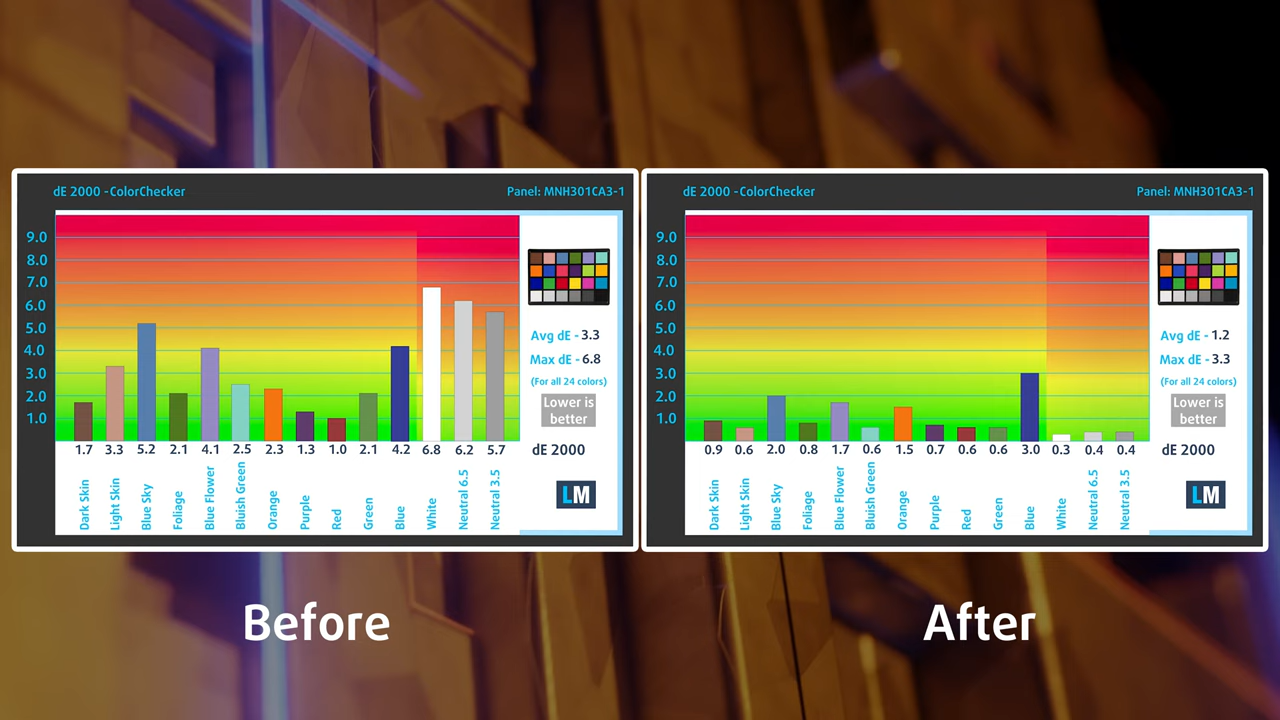 dE 2000 -ColorChecker
Panel: MNH301CA3-1
9.0
8.0
7.0
6.0
5.0
4.0
3.0
2.0
1.0
Avg dE - 3.3
Max dE - 6.8
(For all 24 colors)
Lower is
better
1.7 3.3 5.2 2.1 4.1 2.5 2.3 1.3 1.0 2.1 4.2 6.8 6.2 5.7 dE 2000
Dark Skin
Light Skin
Blue Sky
Foliage
Blue Flower
Bluish Green
Orange
Purple
Red
Green
Blue
White
Neutral 6.5
Neutral 3.5
LM
Before
dE 2000 -ColorChecker
Panel: MNH301CA3-1
9.0
8.0
7.0
6.0
5.0
4.0
3.0
2.0
1.0
Avg dE - 1.2
Max dE - 3.3
(For all 24 colors)
Lower is
better
0.9 0.6 2.0 0.8 1.7 0.6 1.5 0.7 0.6 0.6 3.0 0.3 0.4 0.4 dE 2000
Dark Skin
Light Skin
Blue Sky
Foliage
Blue Flower
Bluish Green
Orange
Purple
Red
Green
Blue
White
Neutral 6.5
Neutral 3.5
LM
After